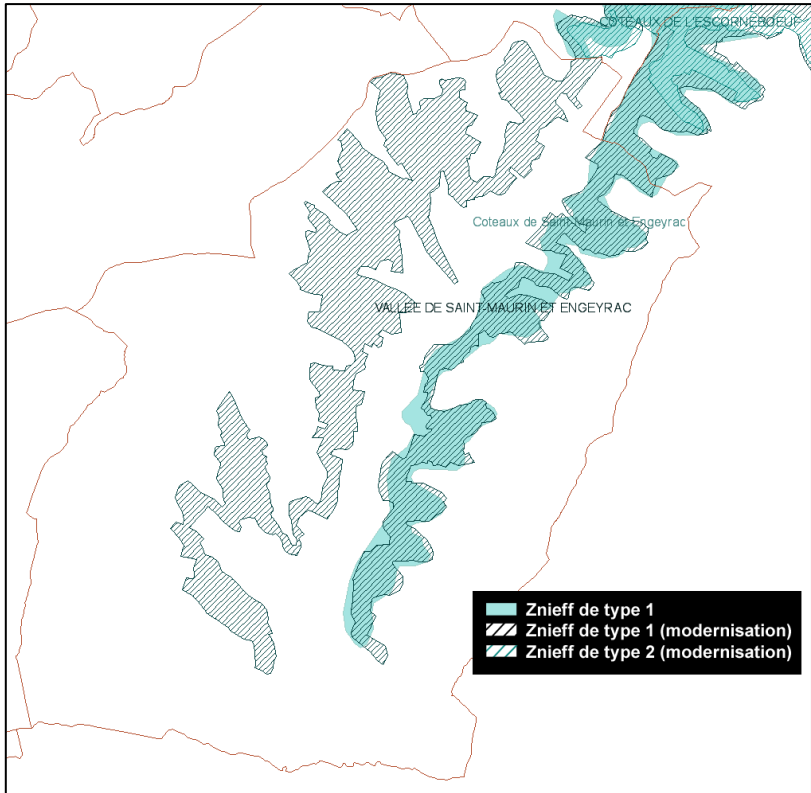 COTEAUX DE L'ESCORNEBOEUF
Coteaux de Saint-Maurin et Engeyrac
VALLÉE DE SAINT-MAURIN ET ENGEYRAC
Znieff de type 1
Znieff de type 1 (modernisation)
Znieff de type 2 (modernisation)